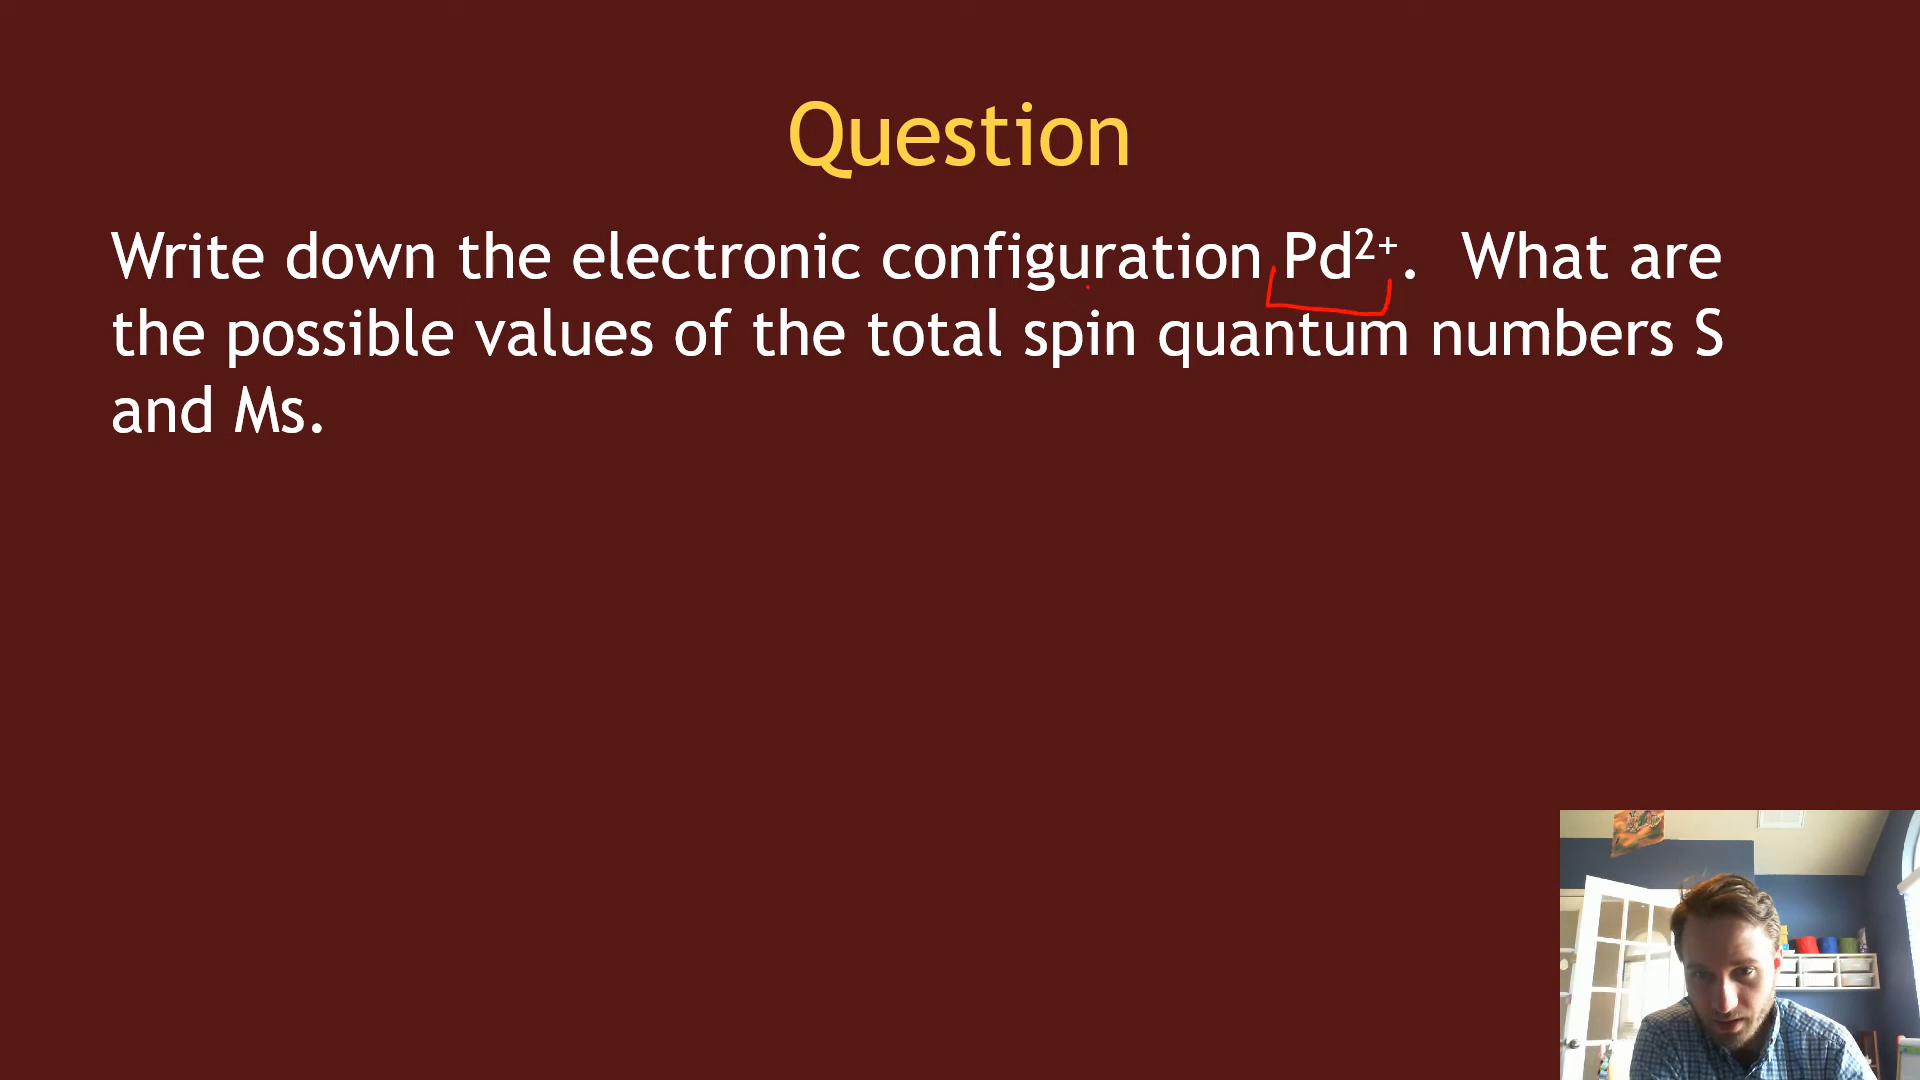 Question
Write down the electronic configuration Pd²⁺. What are
the possible values of the total spin quantum numbers S
and Ms.